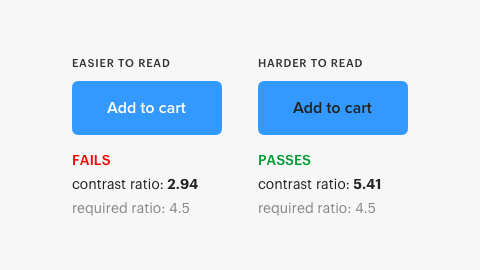 EASIER TO READ
Add to cart
FAILS
contrast ratio: 2.94
required ratio: 4.5
HARDER TO READ
Add to cart
PASSES
contrast ratio: 5.41
required ratio: 4.5